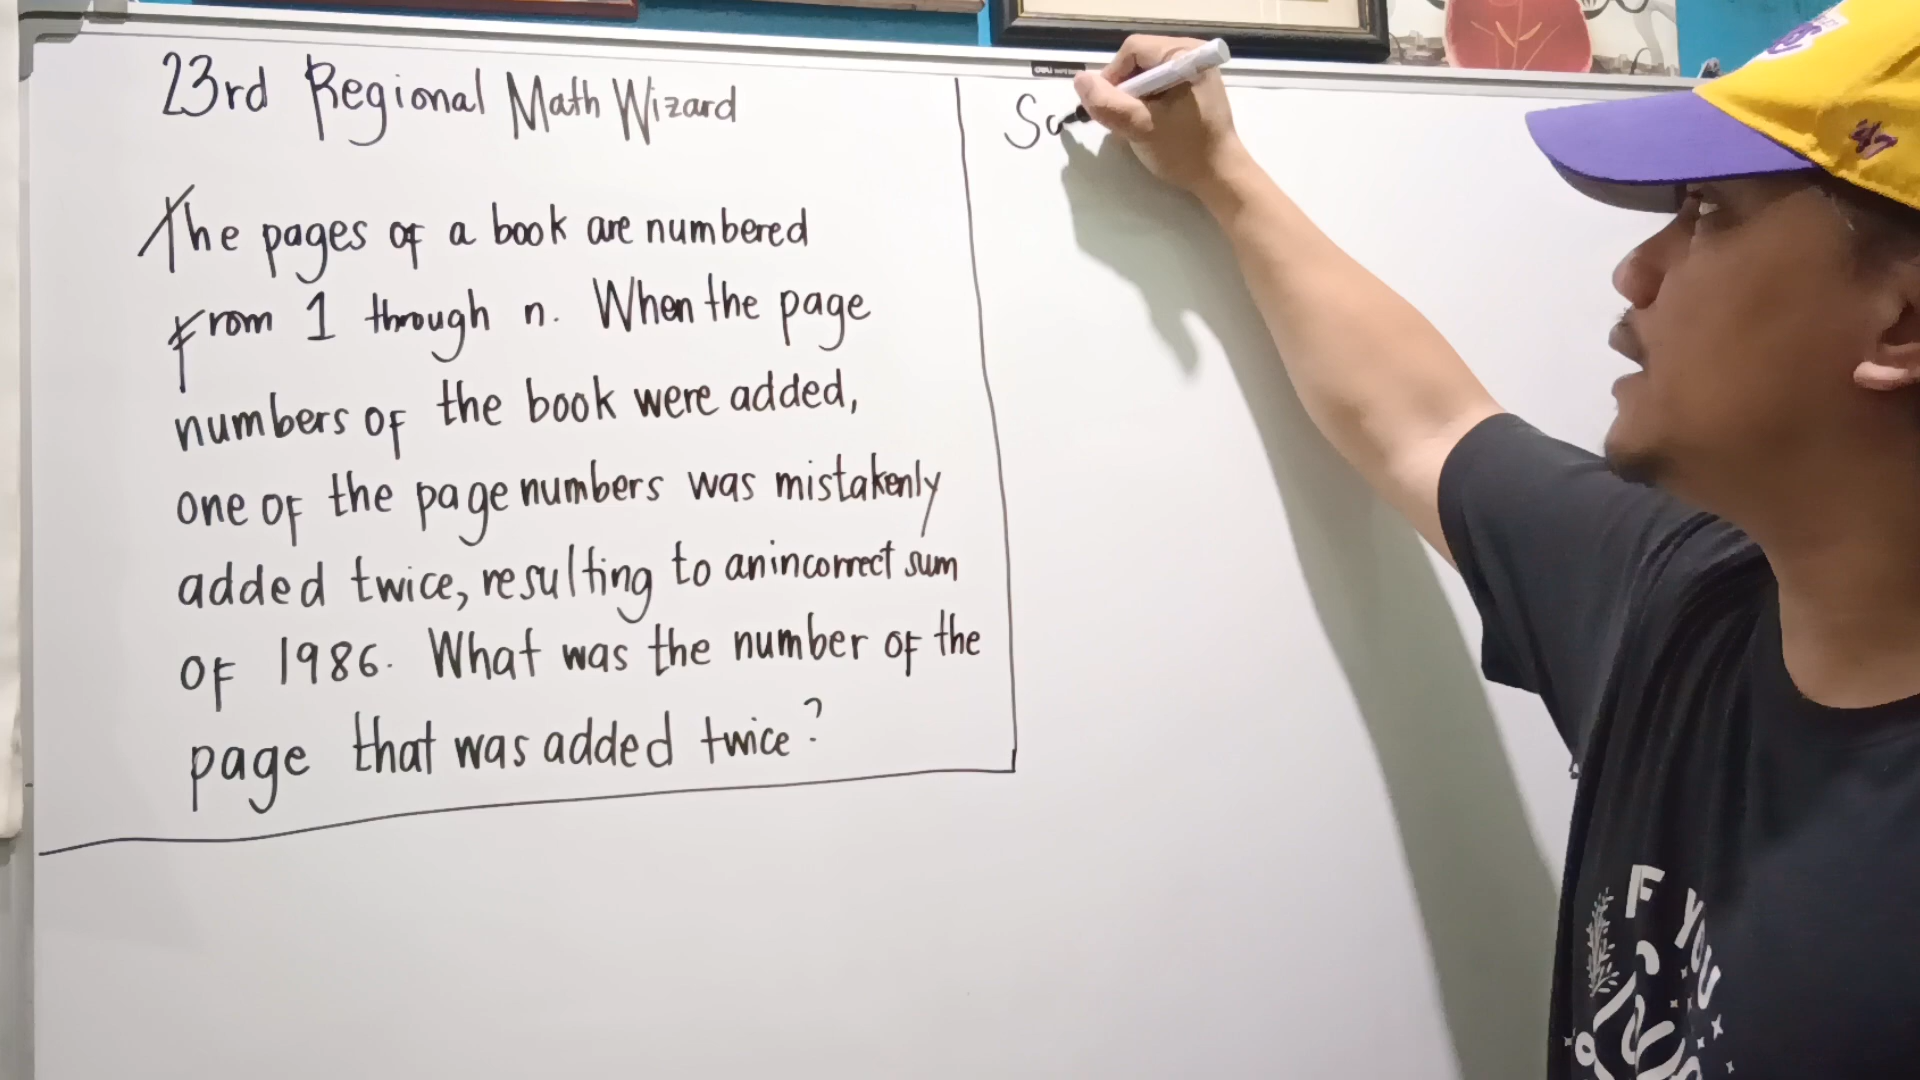 23rd Regional Math Wizard
The pages of a book are numbered
from 1 through n. When the page
numbers of the book were added,
one of the page numbers was mistakenly
added twice, resulting to an incorrect sum
of 1986. What was the number of the
page that was added twice?
So
F YOU